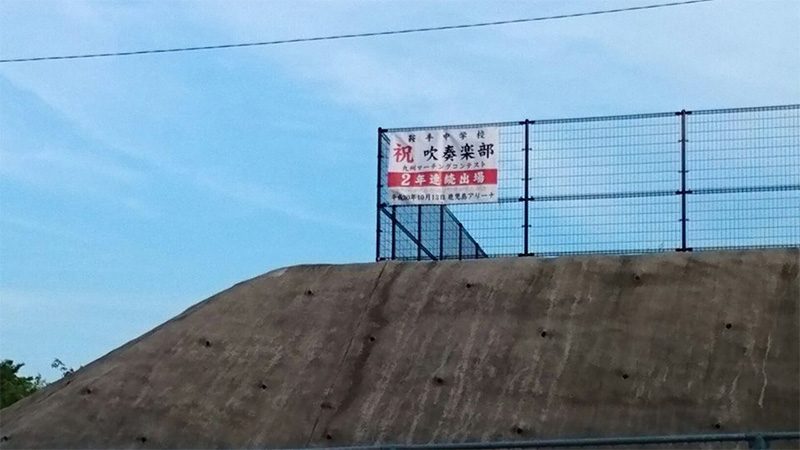 鞍手中学校
祝 吹奏楽部
九州マーチングコンテスト
2年連続出場
平成30年10月13日 鹿児島アリーナ